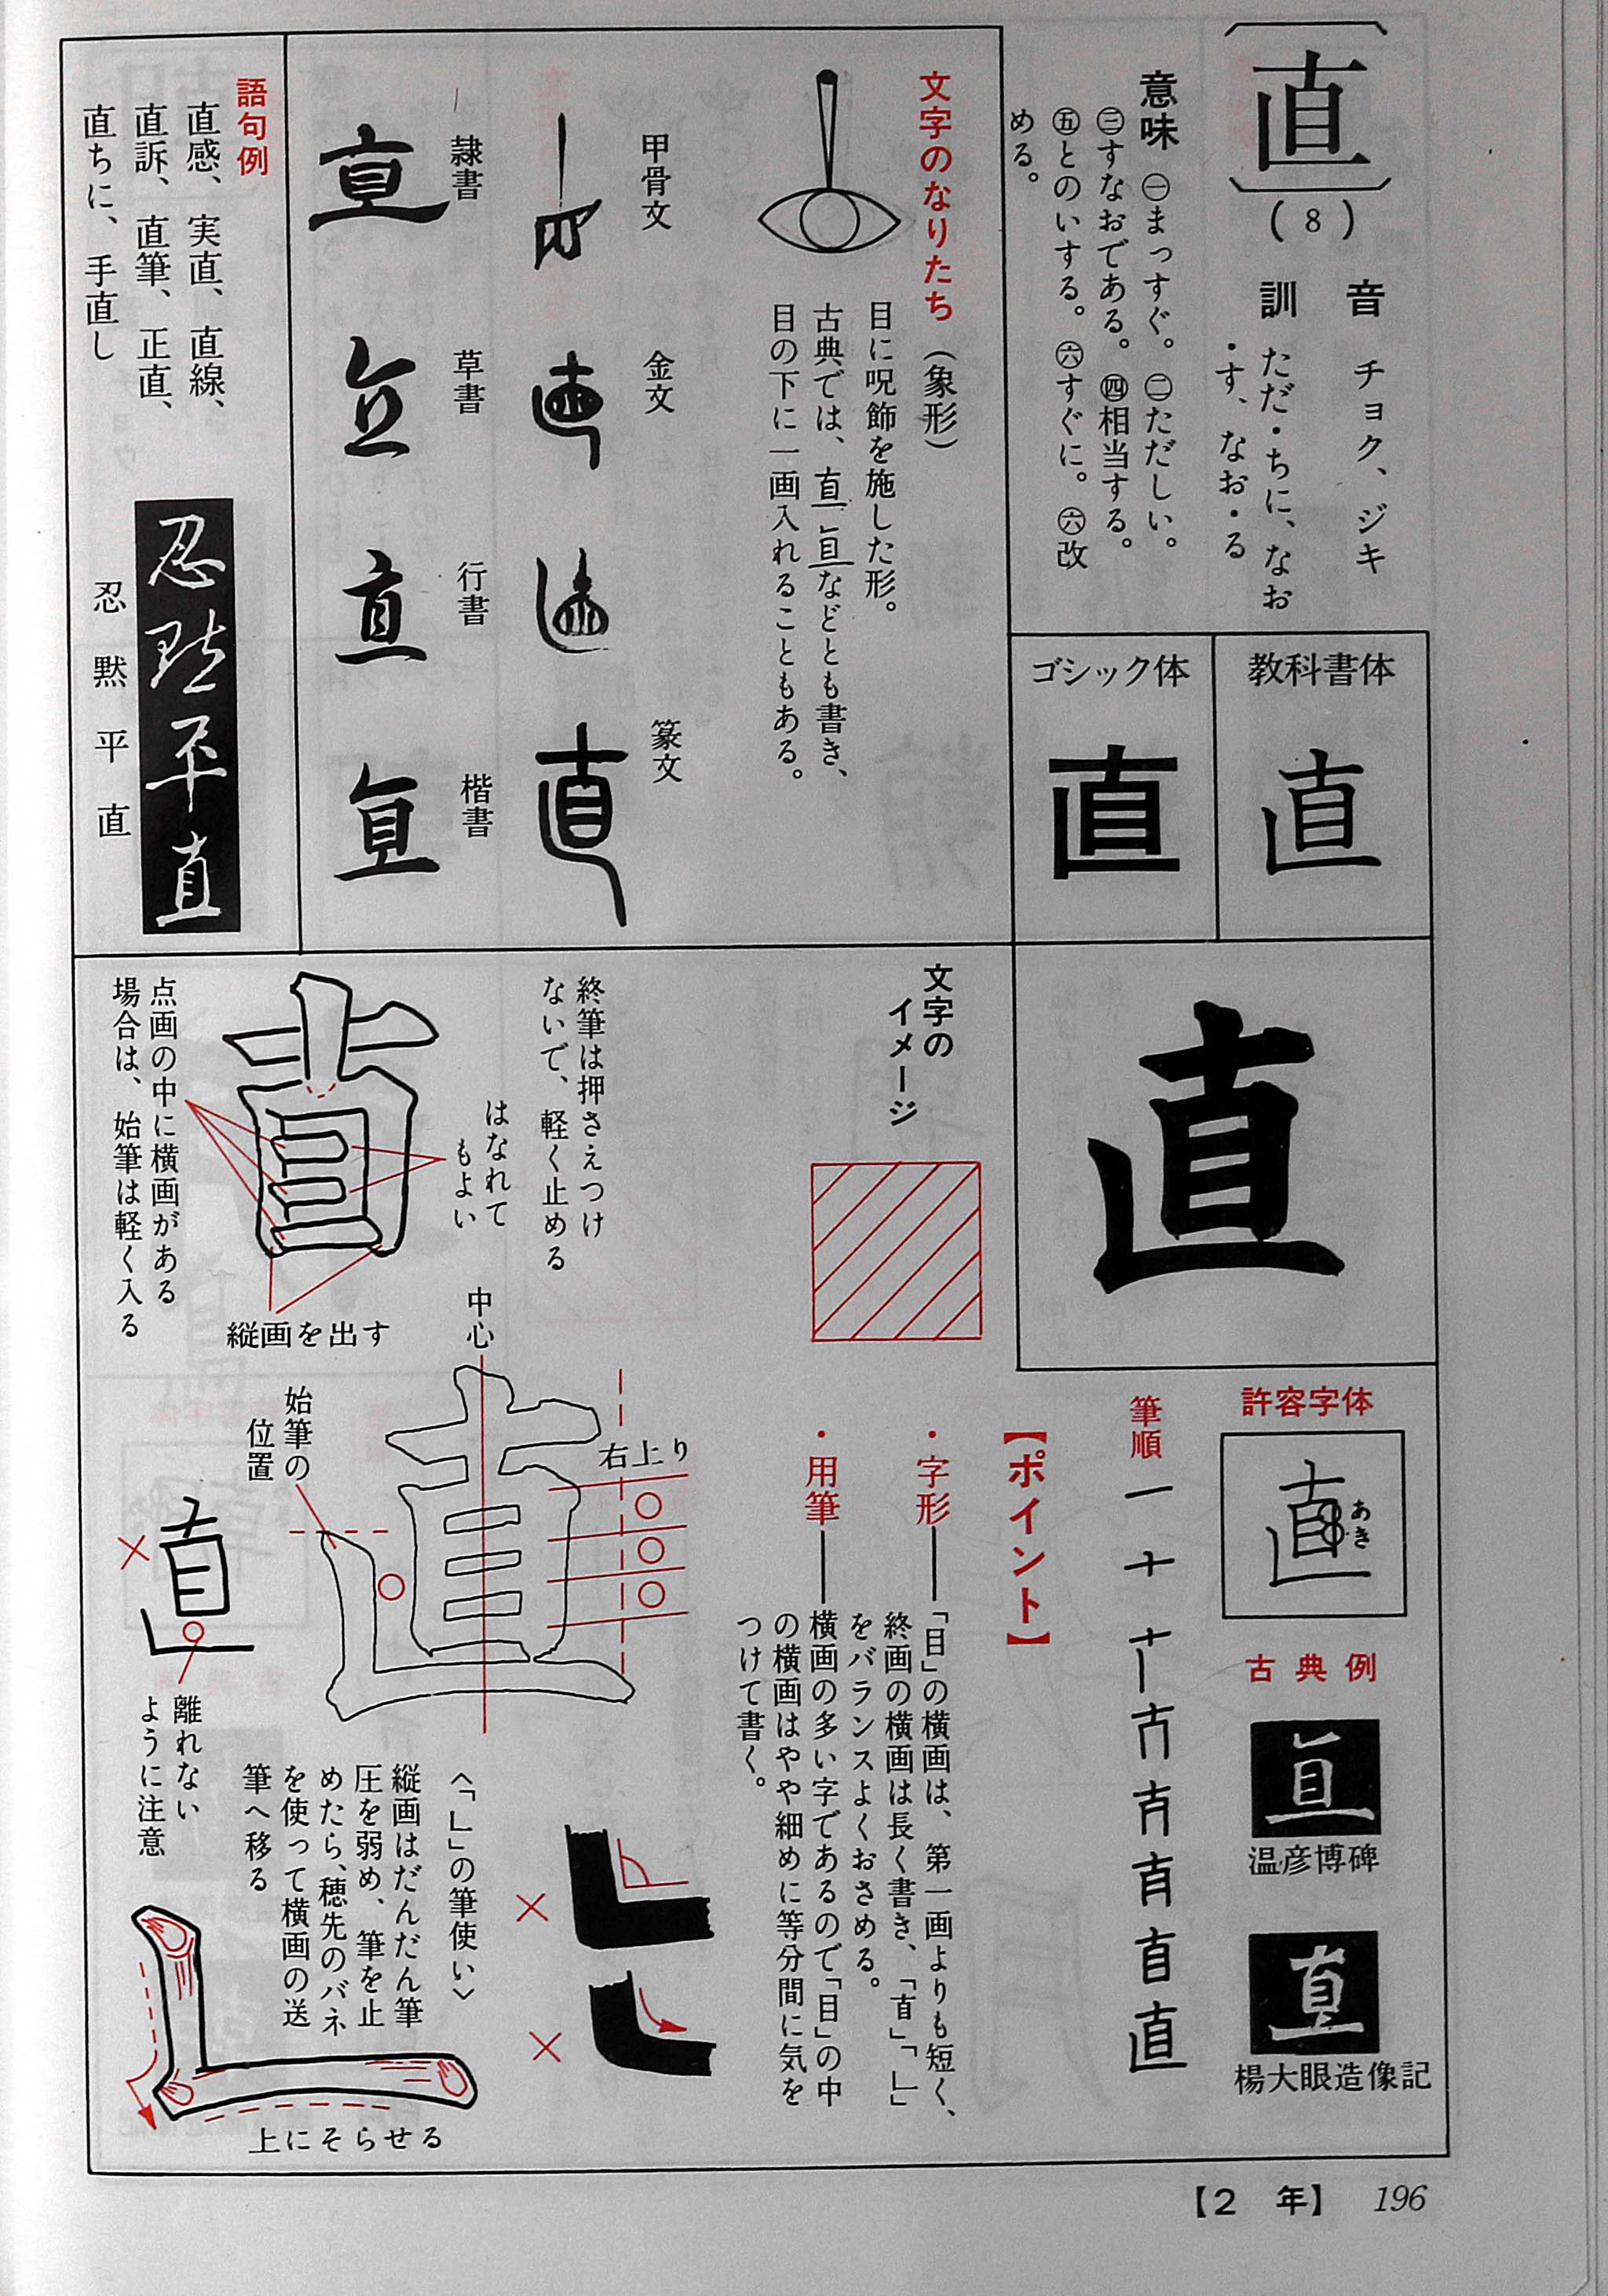 直
(8)
音 チョク、ジキ
訓 ただ・ちに、なお
・す、なお・る
意味 ㊀まっすぐ。㊁ただしい。
㊂すなおである。㊃相当する。
㊄とのいする。㊅すぐに。㊅改
める。
教科書体
直
ゴシック体
直
直
文字のなりたち(象形)
目に呪飾を施した形。
古典では、直、直などとも書き、
目の下に一画入れることもある。
甲骨文
金文
篆文
隷書
草書
行書
楷書
語句例
直感、実直、直線、
直訴、直筆、正直、
直ちに、手直し
忍黙平直
忍黙平直
許容字体
直
あき
古典例
直
温彦博碑
直
楊大眼造像記
筆順
【ポイント】
・字形――「目」の横画は、第一画よりも短く、
終画の横画は長く書き、「𥃭」「𠃊」
をバランスよくおさめる。
・用筆――横画の多い字であるので「目」の中
の横画はやや細めに等分間に気を
つけて書く。
文字の
イメージ
終筆は押さえつけ
ないで、軽く止める
はなれて
もよい
点画の中に横画がある
場合は、始筆は軽く入る
縦画を出す
中心
右上り
始筆の
位置
離れない
ように注意
〈「𠃊」の筆使い〉
縦画はだんだん筆
圧を弱め、筆を止
めたら、穂先のバネ
を使って横画の送
筆へ移る
上にそらせる
【2 年】 196